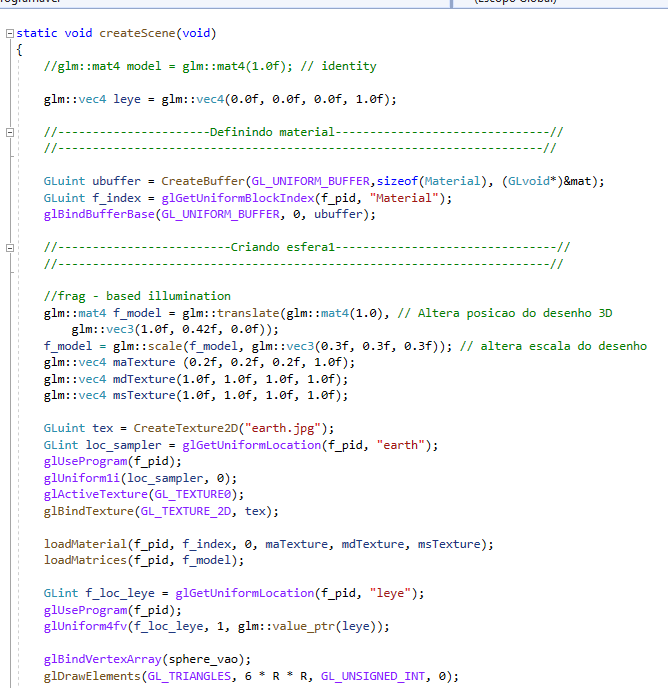 static void createScene(void)
{
//glm::mat4 model = glm::mat4(1.0f); // identity
glm::vec4 leye = glm::vec4(0.0f, 0.0f, 0.0f, 1.0f);
//----------------------Definindo material-------------------------------//
//-----------------------------------------------------------------------//
GLuint ubuffer = CreateBuffer(GL_UNIFORM_BUFFER,sizeof(Material), (GLvoid*)&mat);
GLuint f_index = glGetUniformBlockIndex(f_pid, "Material");
glBindBufferBase(GL_UNIFORM_BUFFER, 0, ubuffer);
//-------------------------Criando esfera1--------------------------------//
//-----------------------------------------------------------------------//
//frag - based illumination
glm::mat4 f_model = glm::translate(glm::mat4(1.0), // Altera posicao do desenho 3D
glm::vec3(1.0f, 0.42f, 0.0f));
f_model = glm::scale(f_model, glm::vec3(0.3f, 0.3f, 0.3f)); // altera escala do desenho
glm::vec4 maTexture (0.2f, 0.2f, 0.2f, 1.0f);
glm::vec4 mdTexture(1.0f, 1.0f, 1.0f, 1.0f);
glm::vec4 msTexture(1.0f, 1.0f, 1.0f, 1.0f);
GLuint tex = CreateTexture2D("earth.jpg");
GLint loc_sampler = glGetUniformLocation(f_pid, "earth");
glUseProgram(f_pid);
glUniform1i(loc_sampler, 0);
glActiveTexture(GL_TEXTURE0);
glBindTexture(GL_TEXTURE_2D, tex);
loadMaterial(f_pid, f_index, 0, maTexture, mdTexture, msTexture);
loadMatrices(f_pid, f_model);
GLint f_loc_leye = glGetUniformLocation(f_pid, "leye");
glUseProgram(f_pid);
glUniform4fv(f_loc_leye, 1, glm::value_ptr(leye));
glBindVertexArray(sphere_vao);
glDrawElements(GL_TRIANGLES, 6 * R * R, GL_UNSIGNED_INT, 0);